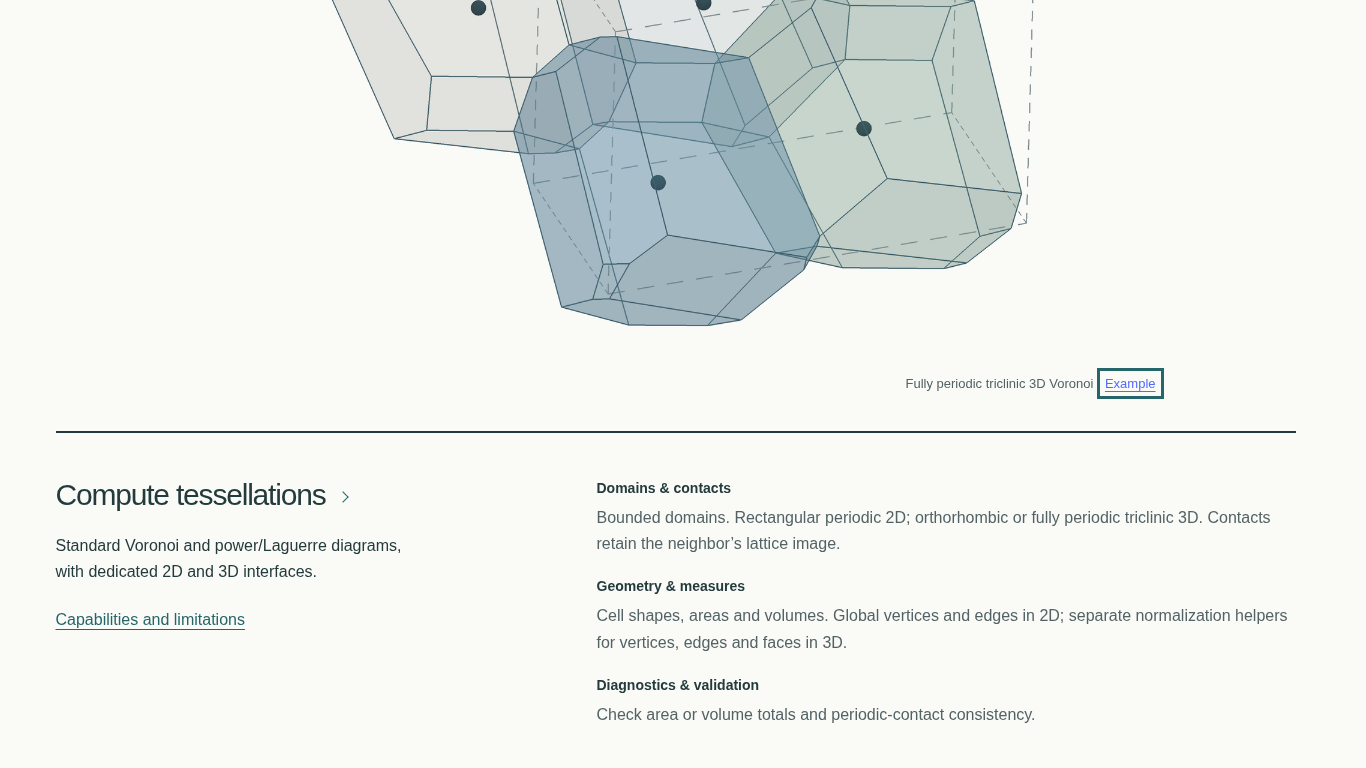 Fully periodic triclinic 3D Voronoi Example
Compute tessellations
Standard Voronoi and power/Laguerre diagrams,
with dedicated 2D and 3D interfaces.
Capabilities and limitations
Domains & contacts
Bounded domains. Rectangular periodic 2D; orthorhombic or fully periodic triclinic 3D. Contacts
retain the neighbor’s lattice image.
Geometry & measures
Cell shapes, areas and volumes. Global vertices and edges in 2D; separate normalization helpers
for vertices, edges and faces in 3D.
Diagnostics & validation
Check area or volume totals and periodic-contact consistency.